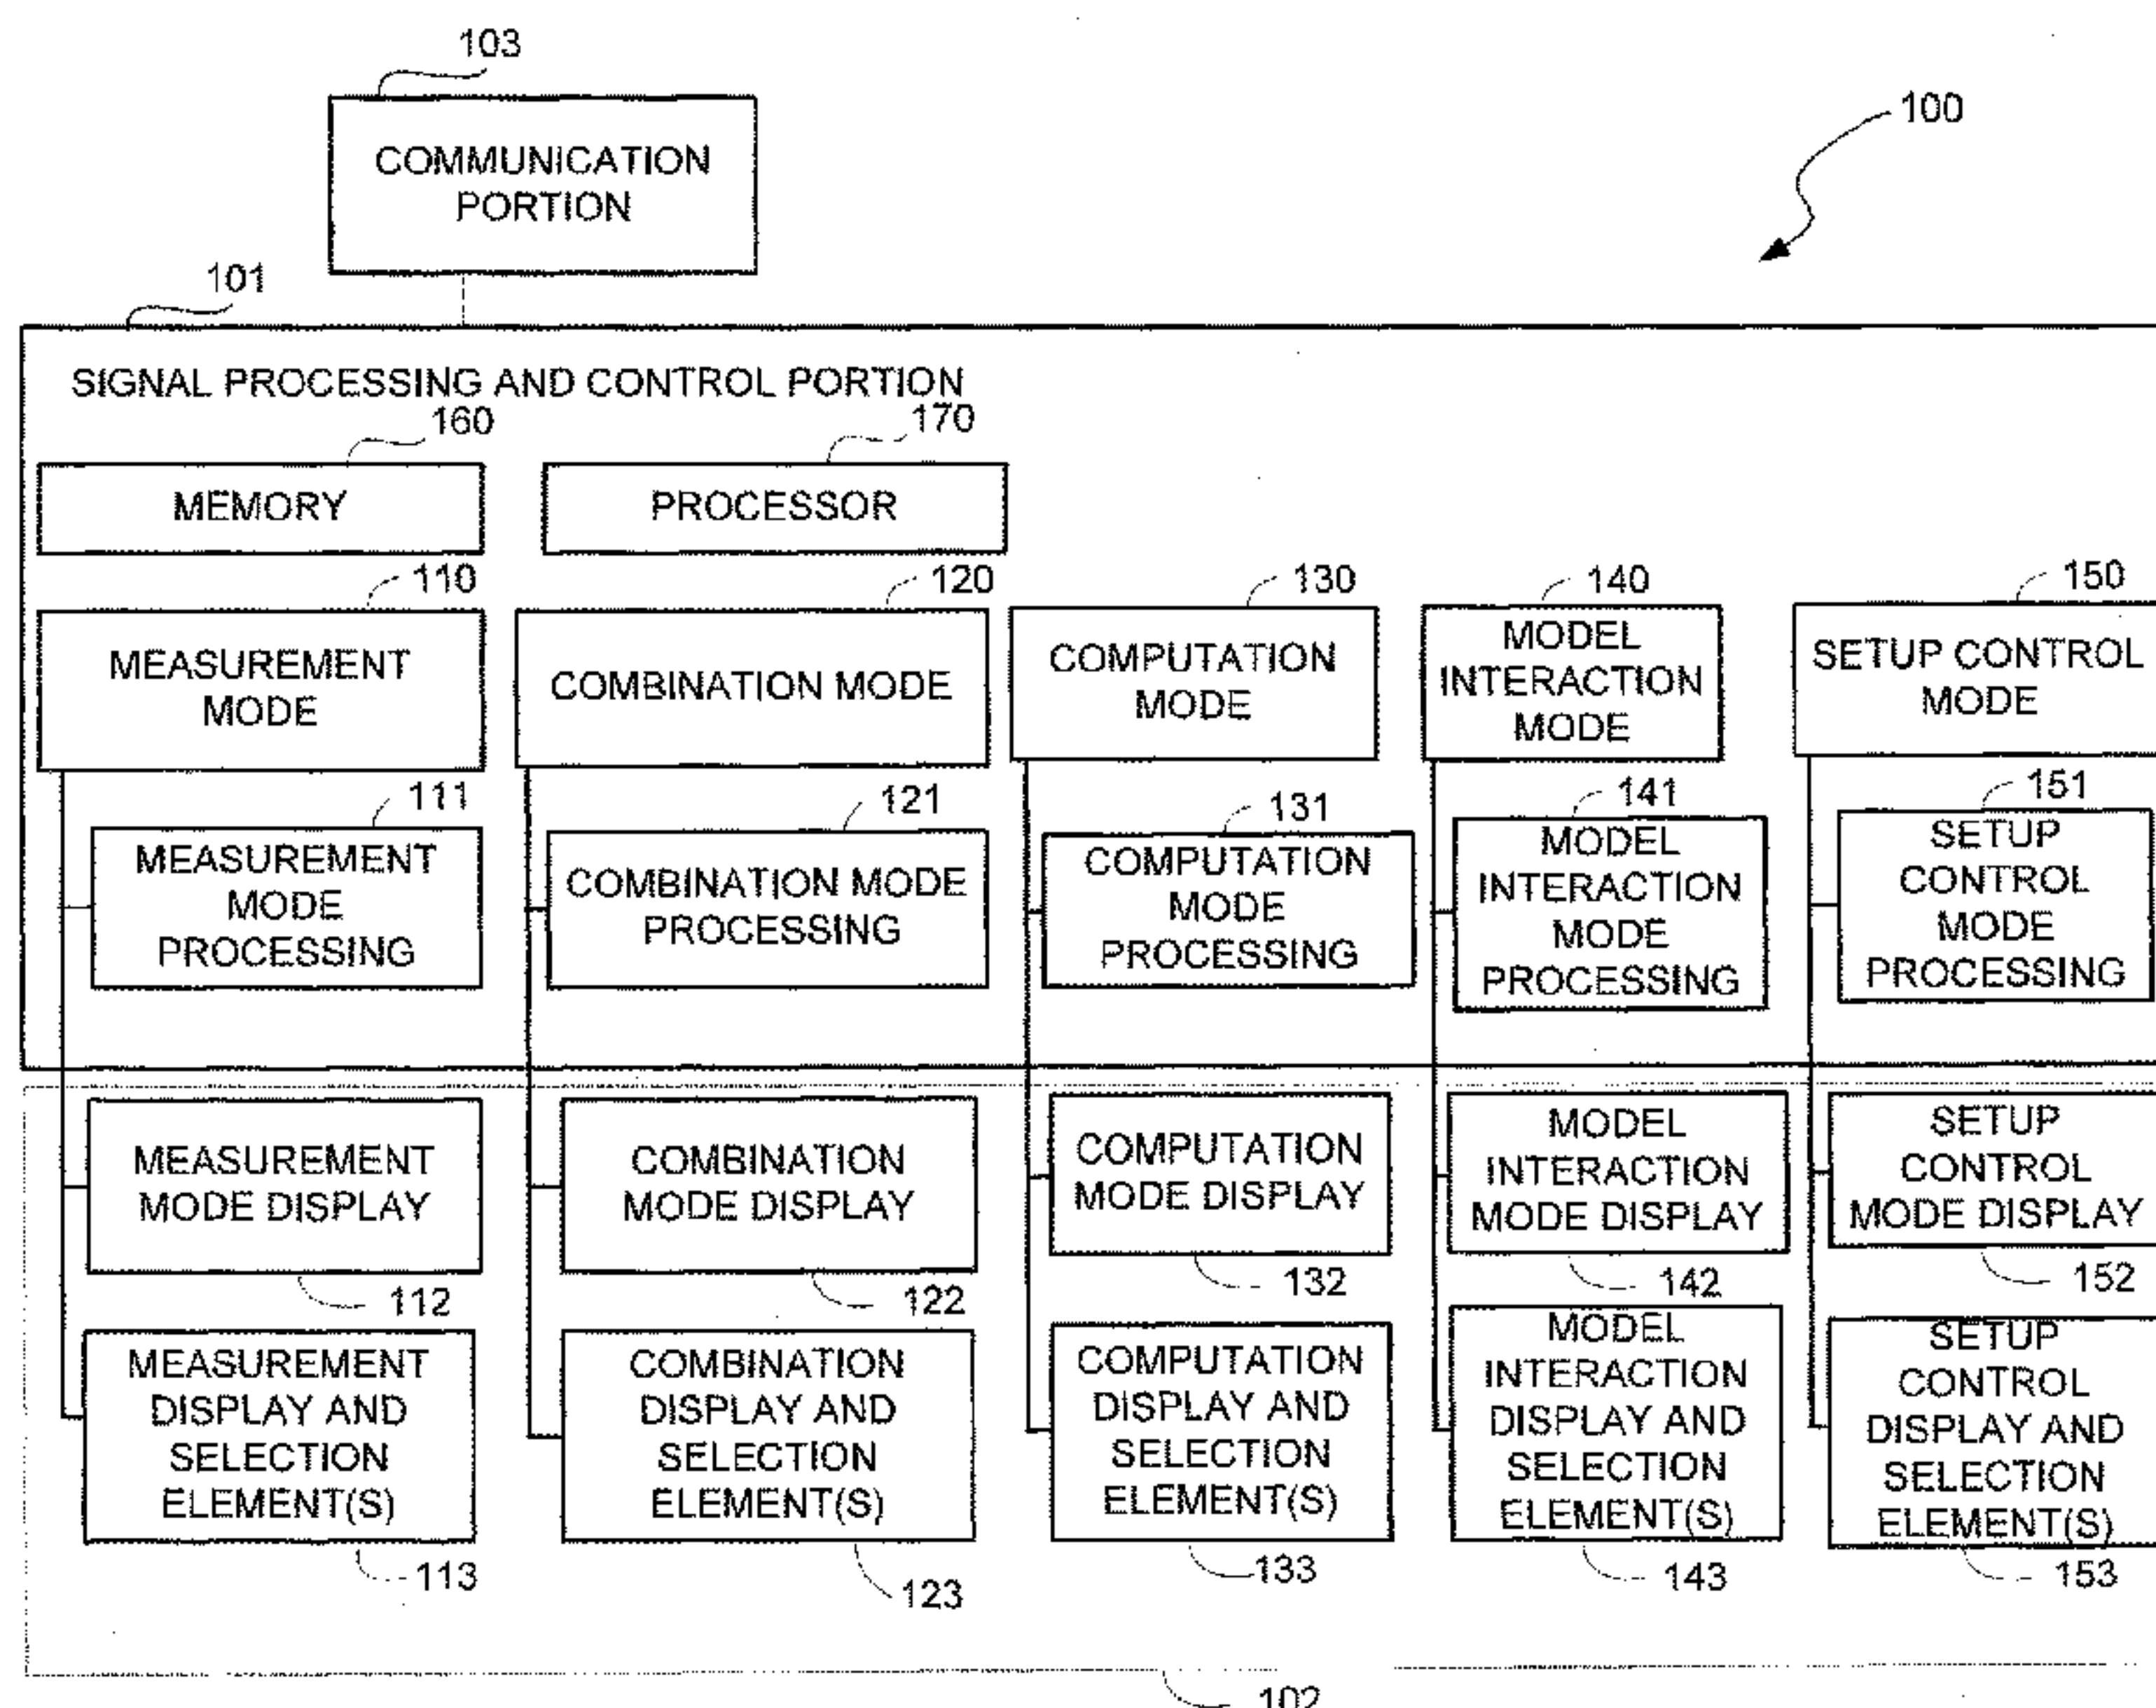 103
COMMUNICATION
PORTION
100
101
SIGNAL PROCESSING AND CONTROL PORTION
160
170
MEMORY
PROCESSOR
110
120
130
140
150
MEASUREMENT
MODE
COMBINATION MODE
COMPUTATION
MODE
MODEL
INTERACTION
MODE
SETUP CONTROL
MODE
111
121
131
141
151
MEASUREMENT
MODE
PROCESSING
COMBINATION MODE
PROCESSING
COMPUTATION
MODE
PROCESSING
MODEL
INTERACTION
MODE
PROCESSING
SETUP
CONTROL
MODE
PROCESSING
MEASUREMENT
MODE DISPLAY
COMBINATION
MODE DISPLAY
COMPUTATION
MODE DISPLAY
MODEL
INTERACTION
MODE DISPLAY
SETUP
CONTROL
MODE DISPLAY
112
122
132
142
152
MEASUREMENT
DISPLAY AND
SELECTION
ELEMENT(S)
COMBINATION
DISPLAY AND
SELECTION
ELEMENT(S)
COMPUTATION
DISPLAY AND
SELECTION
ELEMENT(S)
MODEL
INTERACTION
DISPLAY AND
SELECTION
ELEMENT(S)
SETUP
CONTROL
DISPLAY AND
SELECTION
ELEMENT(S)
113
123
133
143
153
102